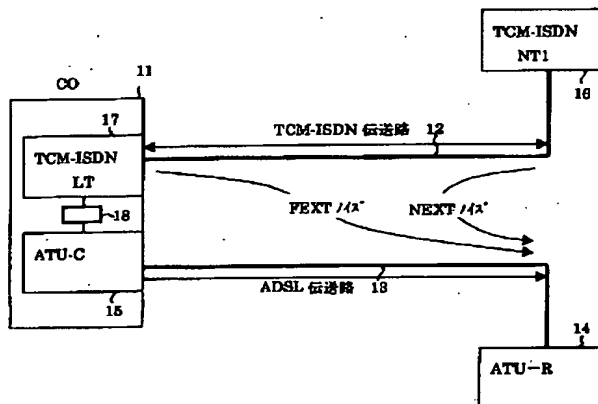 TCM-ISDN
NT1
16
CO
11
17
TCM-ISDN
LT
18
ATU-C
15
TCM-ISDN 伝送路
12
FEXT ノイズ
NEXT ノイズ
ADSL 伝送路
13
14
ATU-R